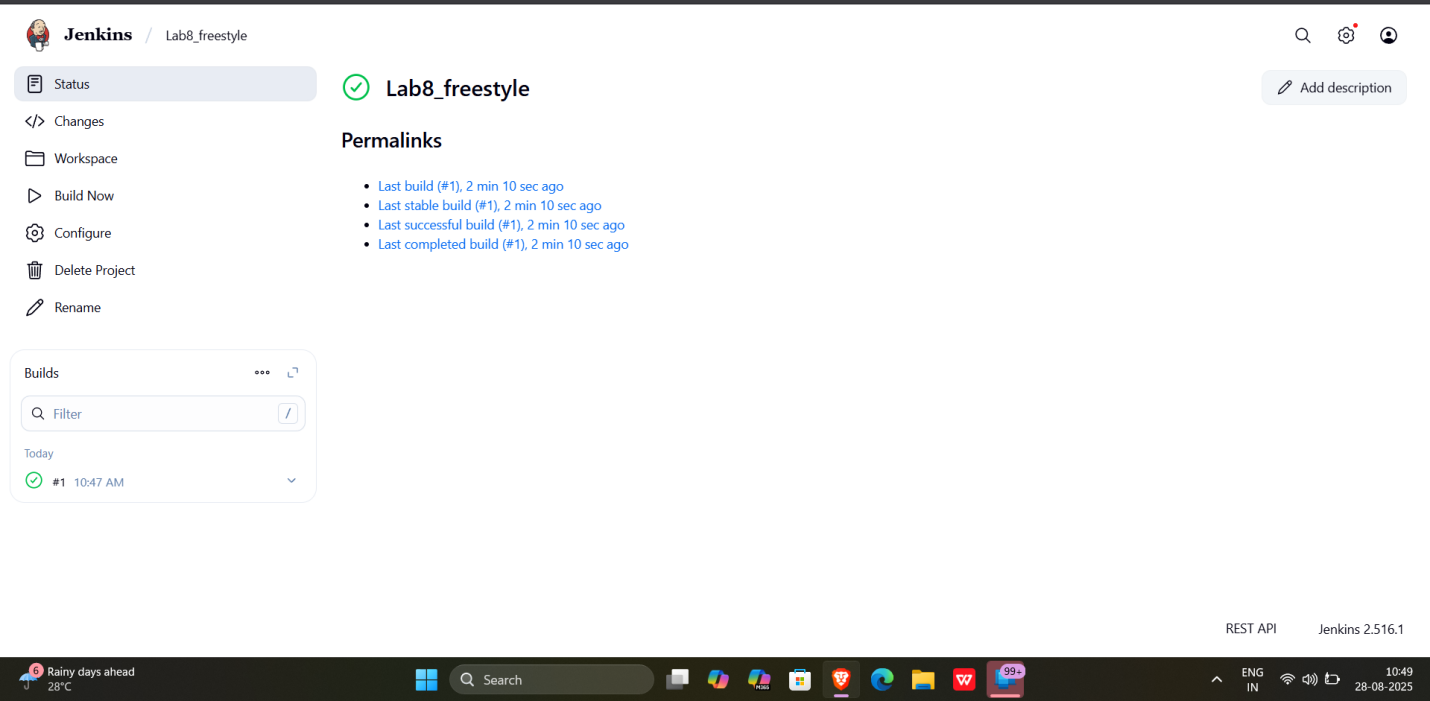 Jenkins / Lab8_freestyle
Status
Changes
Workspace
Build Now
Configure
Delete Project
Rename
Builds
Filter /
Today
#1 10:47 AM
Lab8_freestyle
Add description
Permalinks
Last build (#1), 2 min 10 sec ago
Last stable build (#1), 2 min 10 sec ago
Last successful build (#1), 2 min 10 sec ago
Last completed build (#1), 2 min 10 sec ago
REST API Jenkins 2.516.1
6
Rainy days ahead
28°C
Search
M365
W
99+
ENG
IN
10:49
28-08-2025